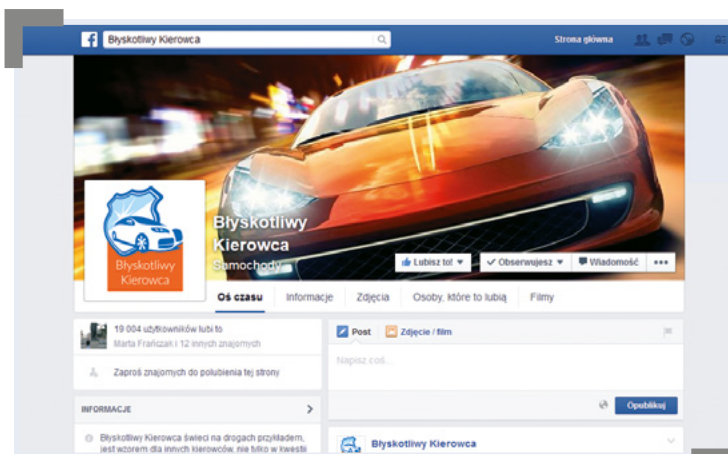 Błyskotliwy Kierowca
Strona główna
Błyskotliwy
Kierowca
Błyskotliwy
Kierowca
Samochody
Lubisz to!
Obserwujesz
Wiadomość
Oś czasu Informacje Zdjęcia Osoby, które to lubią Filmy
19 004 użytkowników lubi to
Marta Frańczak i 12 innych znajomych
Zaproś znajomych do polubienia tej strony
INFORMACJE
Błyskotliwy Kierowca świeci na drogach przykładem,
jest wzorem dla innych kierowców, nie tylko w kwestii
Post Zdjęcie / film
Napisz coś...
Opublikuj
Błyskotliwy Kierowca